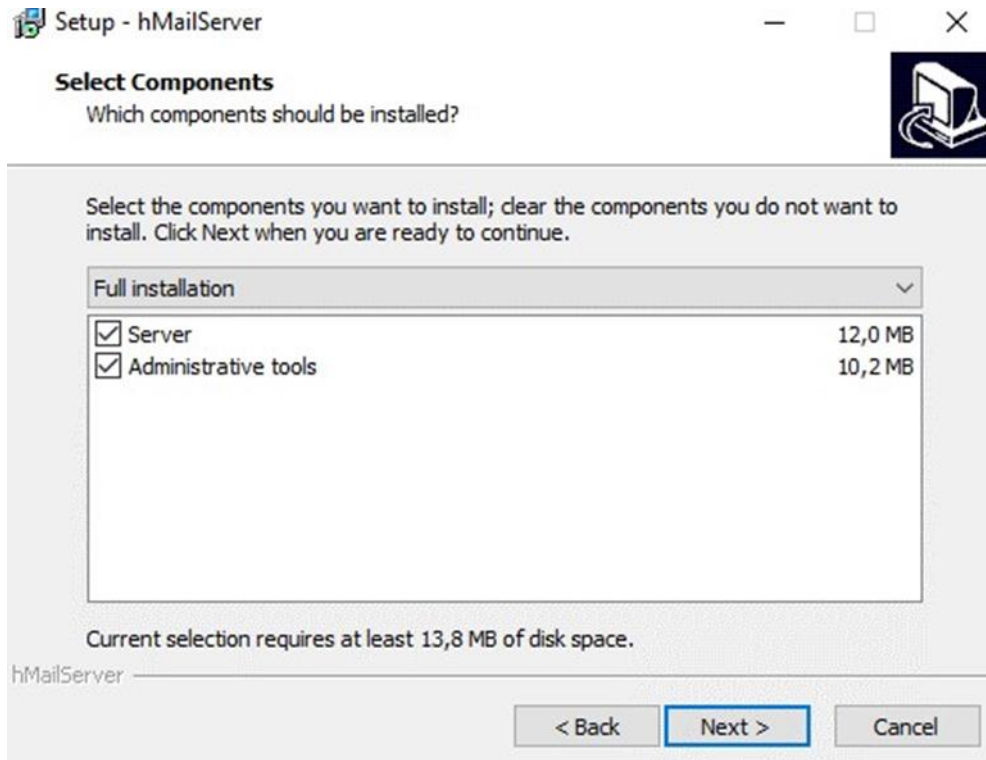 Setup - hMailServer
Select Components
Which components should be installed?
Select the components you want to install; clear the components you do not want to
install. Click Next when you are ready to continue.
Full installation
Server 12,0 MB
Administrative tools 10,2 MB
Current selection requires at least 13,8 MB of disk space.
hMailServer
< Back Next > Cancel